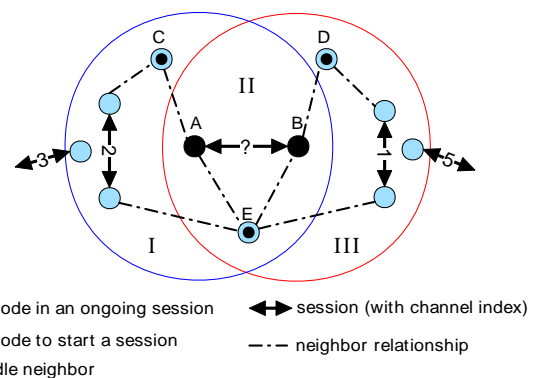 C
D
II
A
B
?
3
2
1
5
E
I
III
ode in an ongoing session
session (with channel index)
ode to start a session
neighbor relationship
dle neighbor